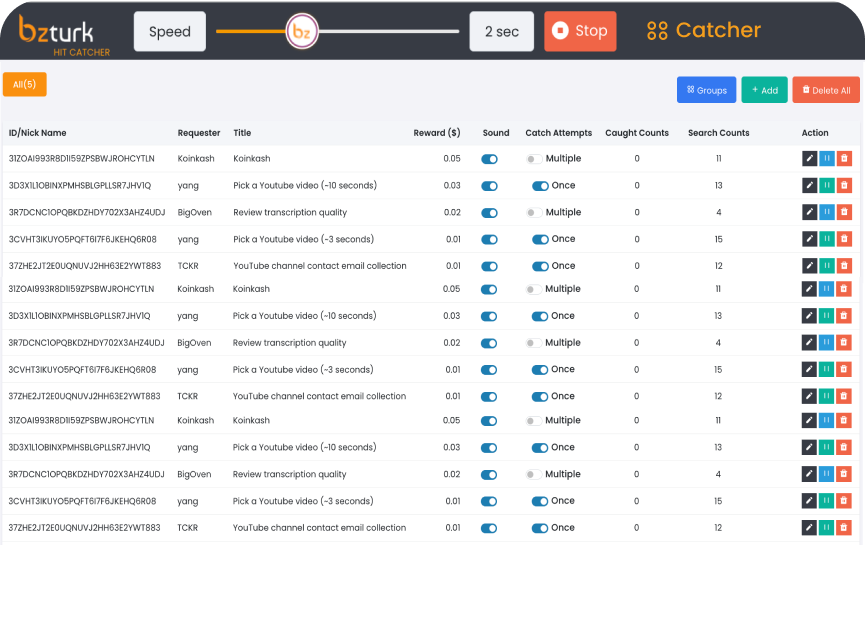 bzturk
HIT CATCHER
Speed
bz
2 sec
Stop
Catcher
All(5)
Groups
+ Add
Delete All
ID/Nick Name Requester Title Reward ($) Sound Catch Attempts Caught Counts Search Counts Action
31ZOAI993R8D1I59ZPSBWJROHCYTLN Koinkash Koinkash 0.05 Multiple 0 11
3D3X1L1OBINXPMHSBLGPLLSR7JHV1Q yang Pick a Youtube video (~10 seconds) 0.03 Once 0 13
3R7DCNC1OPQBKDZHDY702X3AHZ4UDJ BigOven Review transcription quality 0.02 Multiple 0 4
3CVHT3IKUYO5PQFT6I7F6JKEHQ6R08 yang Pick a Youtube video (~3 seconds) 0.01 Once 0 15
37ZHE2JT2E0UQNUVJ2HH63E2YWT883 TCKR YouTube channel contact email collection 0.01 Once 0 12
31ZOAI993R8D1I59ZPSBWJROHCYTLN Koinkash Koinkash 0.05 Multiple 0 11
3D3X1L1OBINXPMHSBLGPLLSR7JHV1Q yang Pick a Youtube video (~10 seconds) 0.03 Once 0 13
3R7DCNC1OPQBKDZHDY702X3AHZ4UDJ BigOven Review transcription quality 0.02 Multiple 0 4
3CVHT3IKUYO5PQFT6I7F6JKEHQ6R08 yang Pick a Youtube video (~3 seconds) 0.01 Once 0 15
37ZHE2JT2E0UQNUVJ2HH63E2YWT883 TCKR YouTube channel contact email collection 0.01 Once 0 12
31ZOAI993R8D1I59ZPSBWJROHCYTLN Koinkash Koinkash 0.05 Multiple 0 11
3D3X1L1OBINXPMHSBLGPLLSR7JHV1Q yang Pick a Youtube video (~10 seconds) 0.03 Once 0 13
3R7DCNC1OPQBKDZHDY702X3AHZ4UDJ BigOven Review transcription quality 0.02 Multiple 0 4
3CVHT3IKUYO5PQFT6I7F6JKEHQ6R08 yang Pick a Youtube video (~3 seconds) 0.01 Once 0 15
37ZHE2JT2E0UQNUVJ2HH63E2YWT883 TCKR YouTube channel contact email collection 0.01 Once 0 12